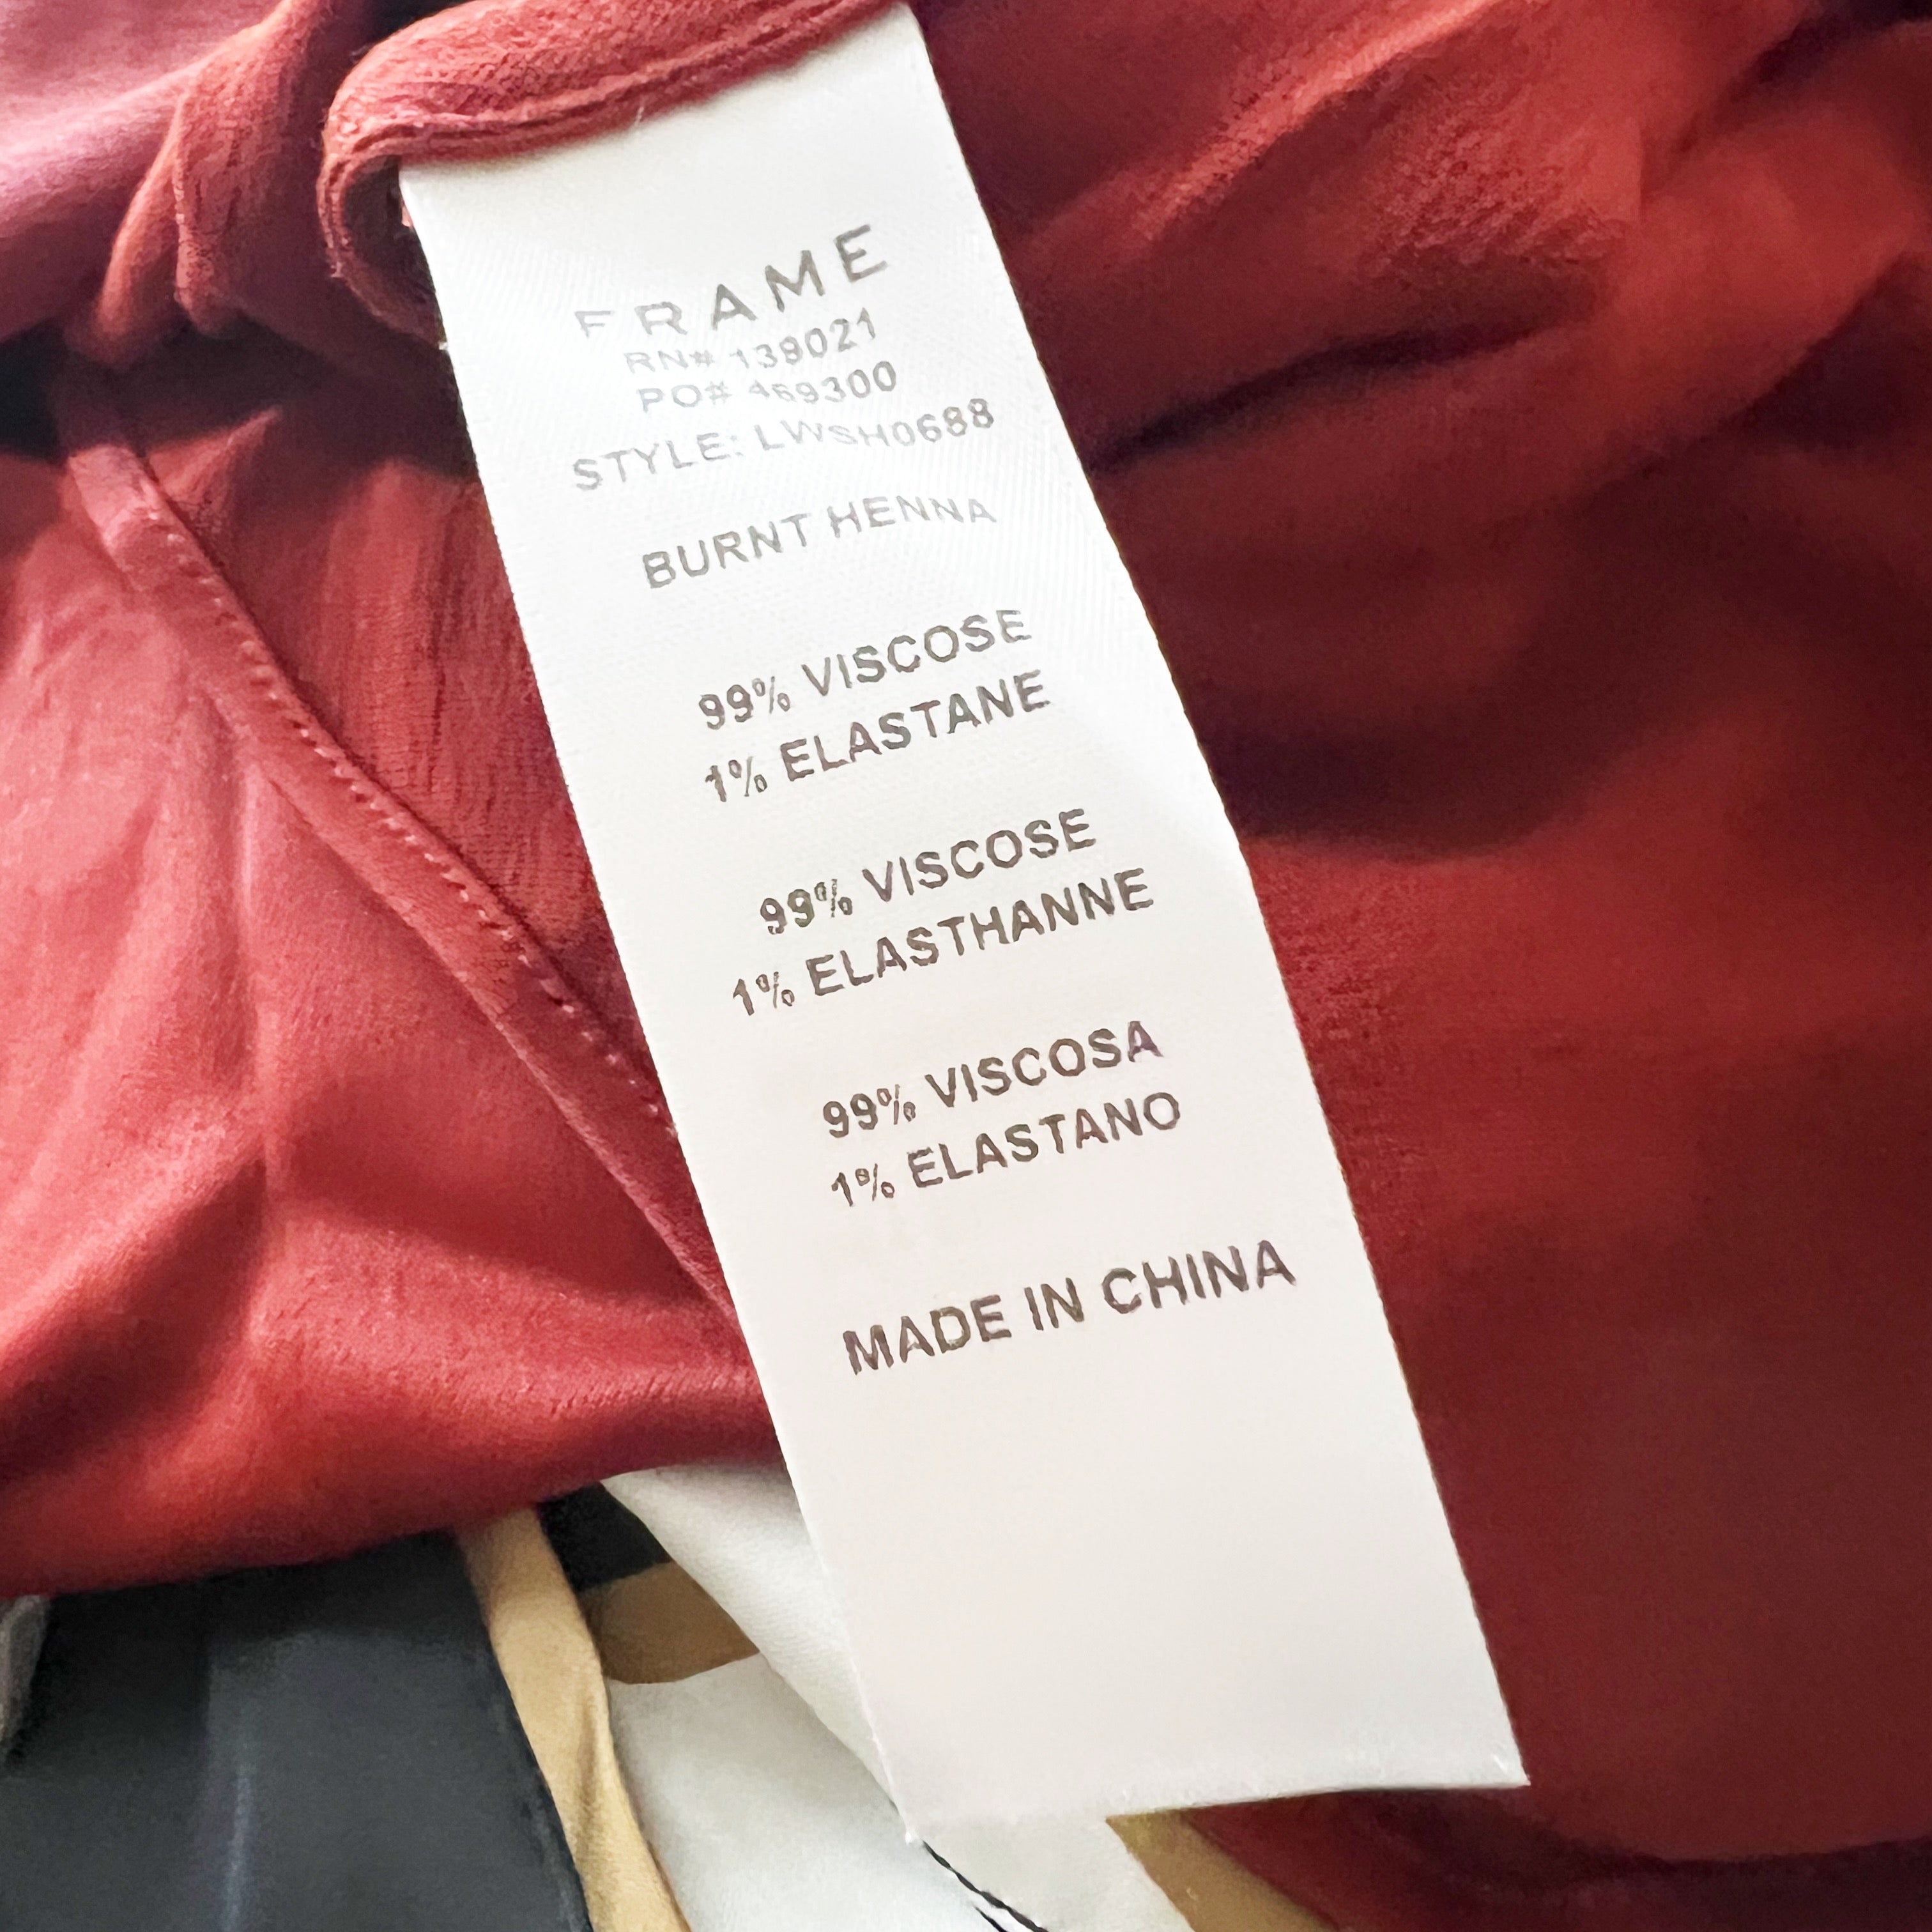 FRAME
RN# 139021
PO# 469300
STYLE: LWSH0688
BURNT HENNA
99% VISCOSE
1% ELASTANE
99% VISCOSE
1% ELASTHANNE
99% VISCOSA
1% ELASTANO
MADE IN CHINA